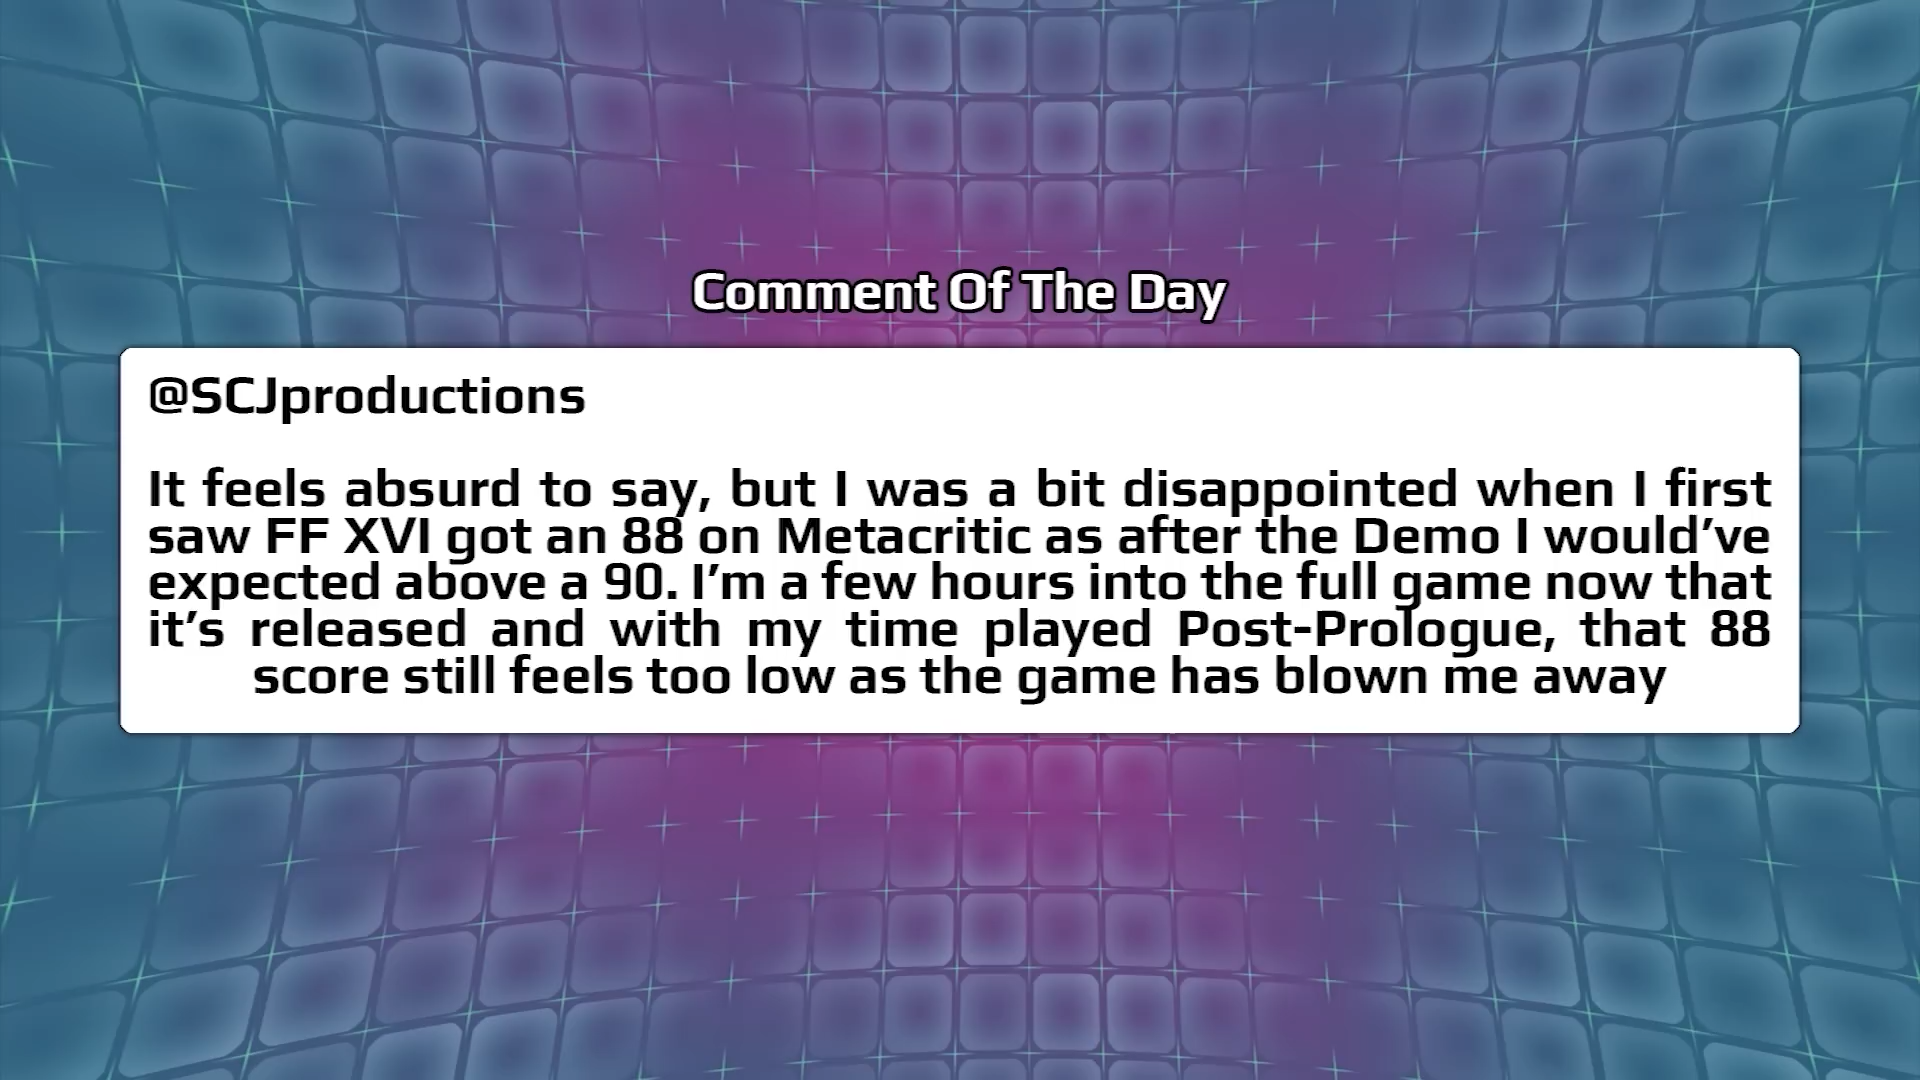 Comment Of The Day
@SCJproductions
It feels absurd to say, but I was a bit disappointed when I first
saw FF XVI got an 88 on Metacritic as after the Demo I would’ve
expected above a 90. I’m a few hours into the full game now that
it’s released and with my time played Post-Prologue, that 88
score still feels too low as the game has blown me away